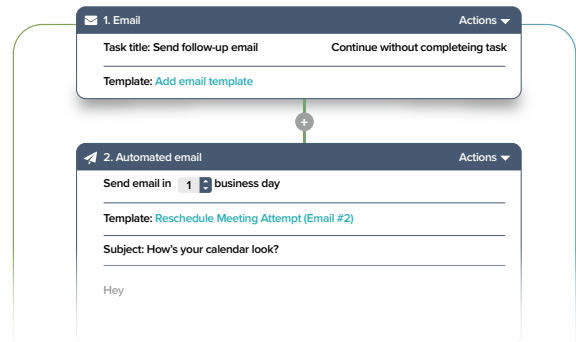 1. Email Actions
Task title: Send follow-up email Continue without completeing task
Template: Add email template
+
2. Automated email Actions
Send email in 1 business day
Template: Reschedule Meeting Attempt (Email #2)
Subject: How's your calendar look?
Hey